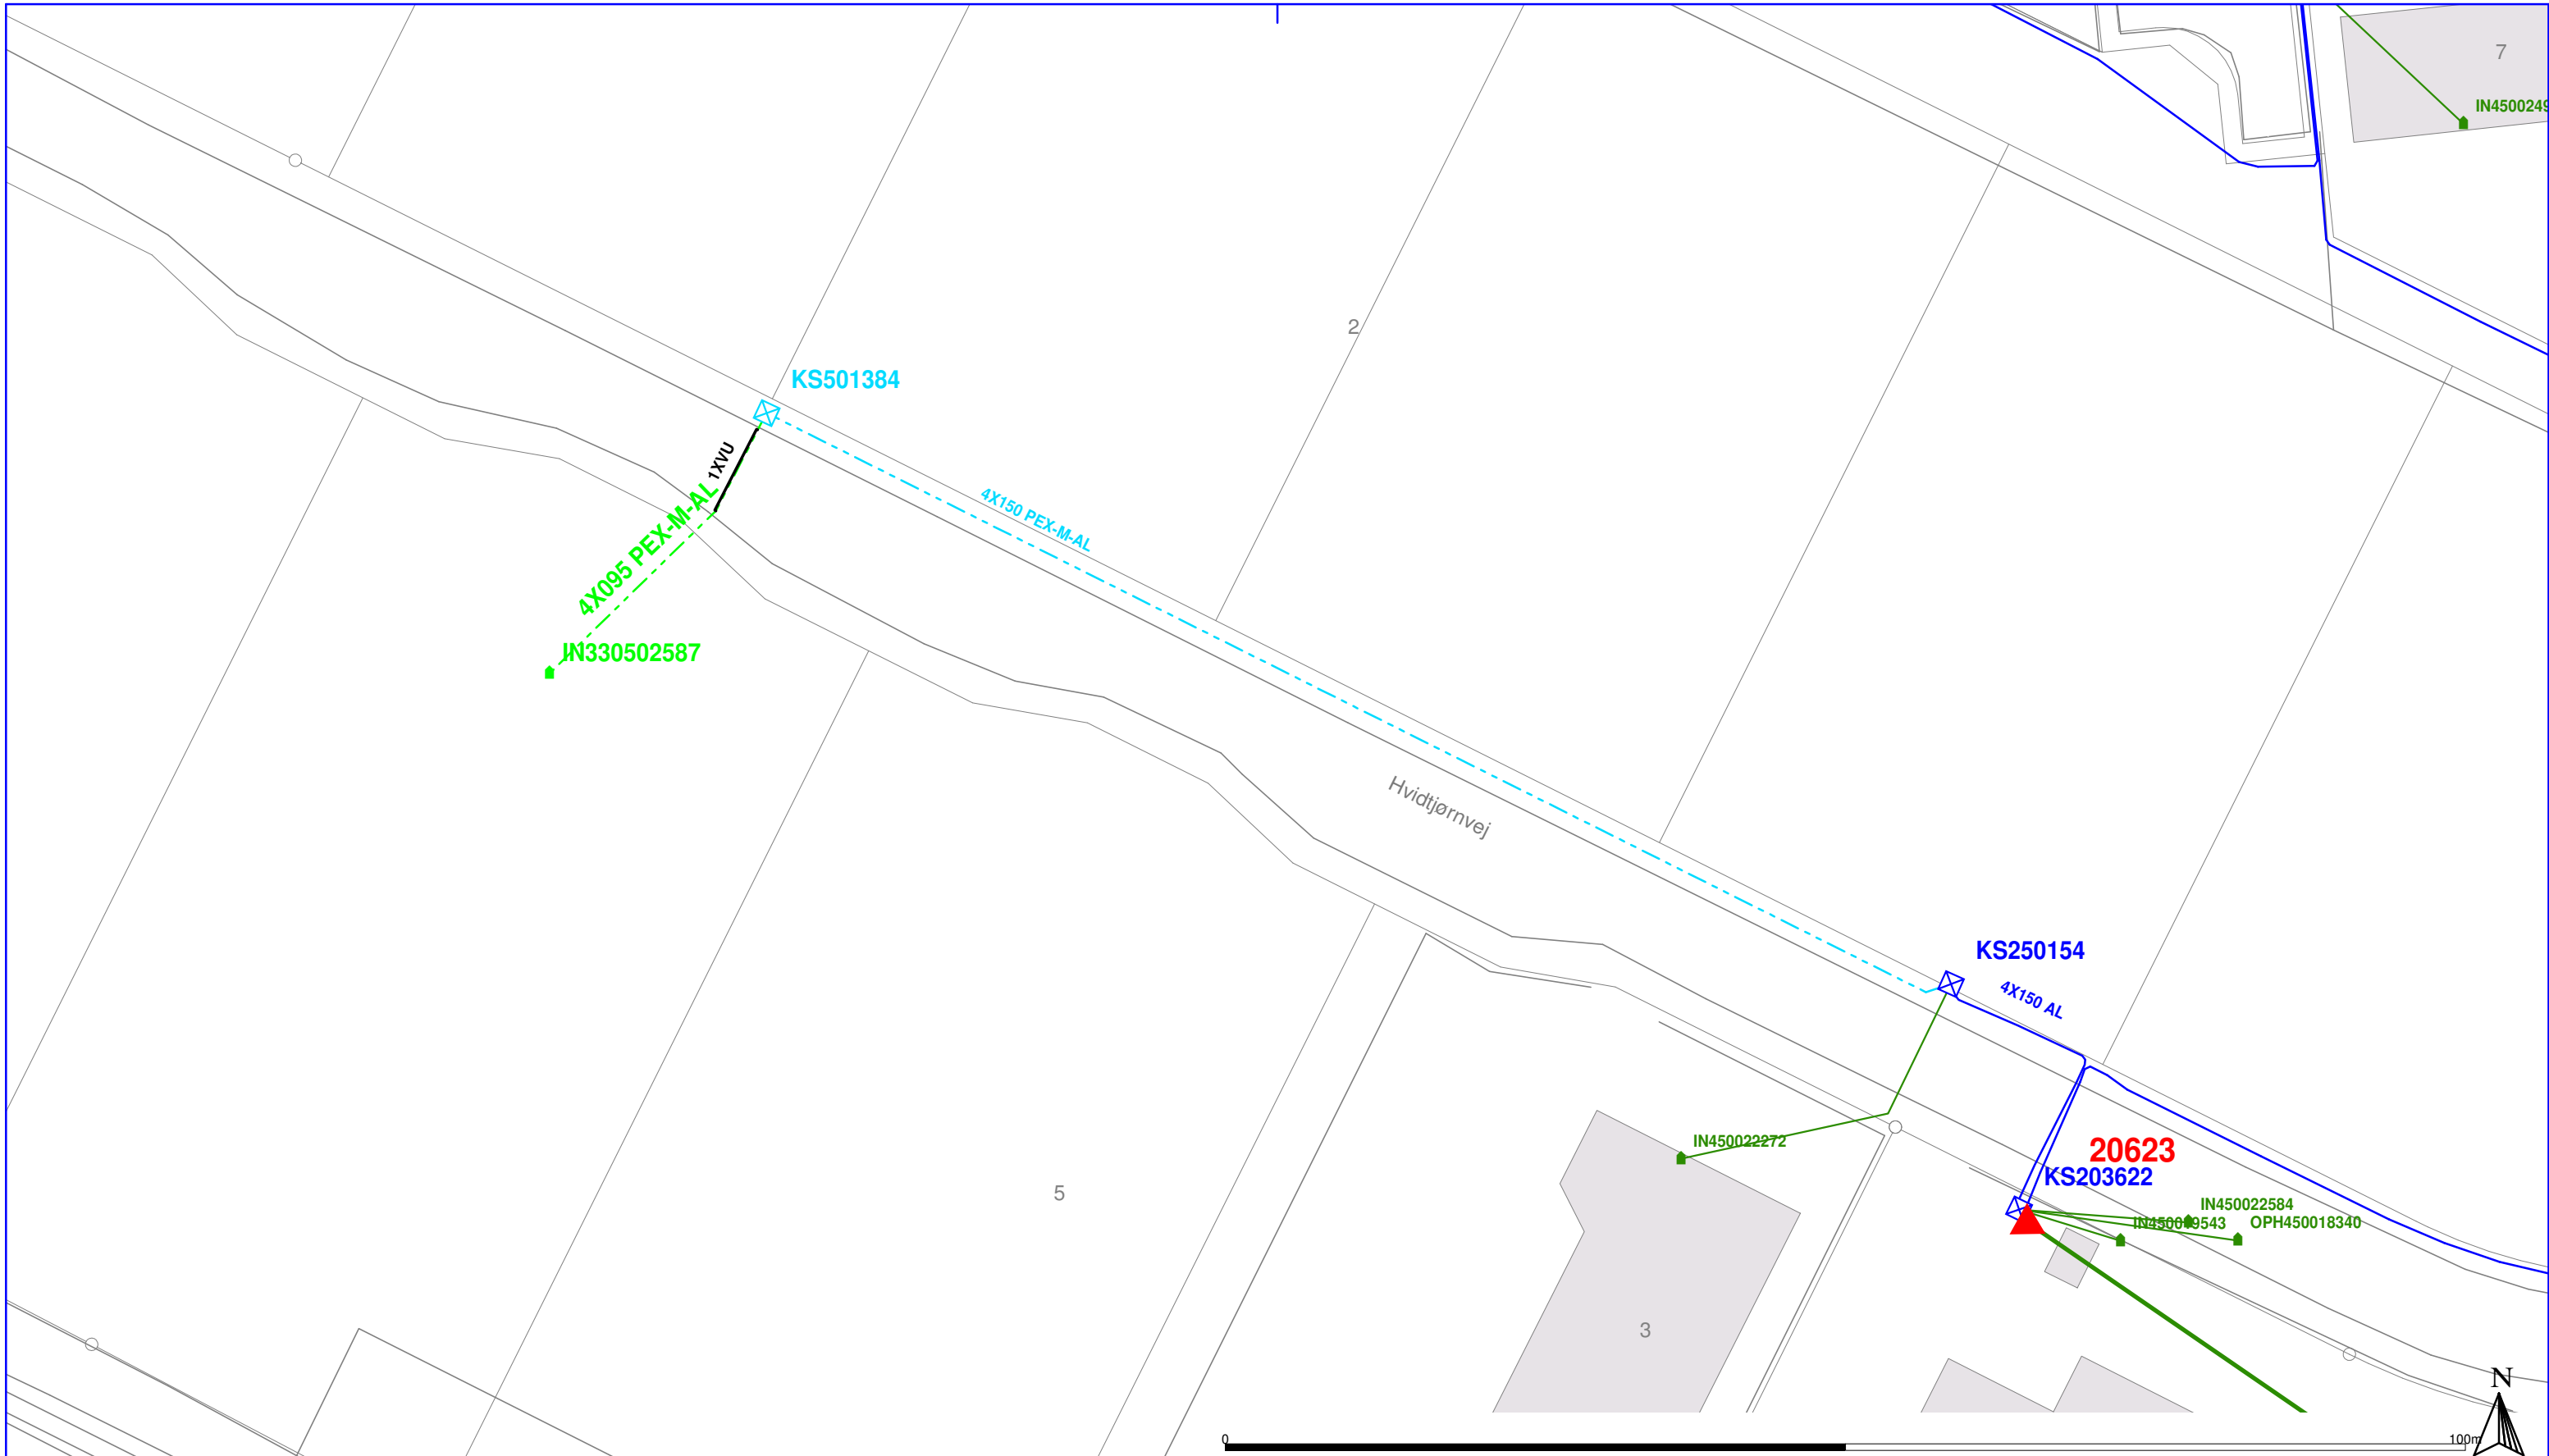 7
IN4500249
2
KS501384
1XVU
4X150 PEX-M-AL
4X095 PEX-M-AL
IN330502587
Hvidtjørnvej
KS250154
4X150 AL
IN450022272
20623
KS203622
5
IN450022584
OPH450018340
3
N
0
100m